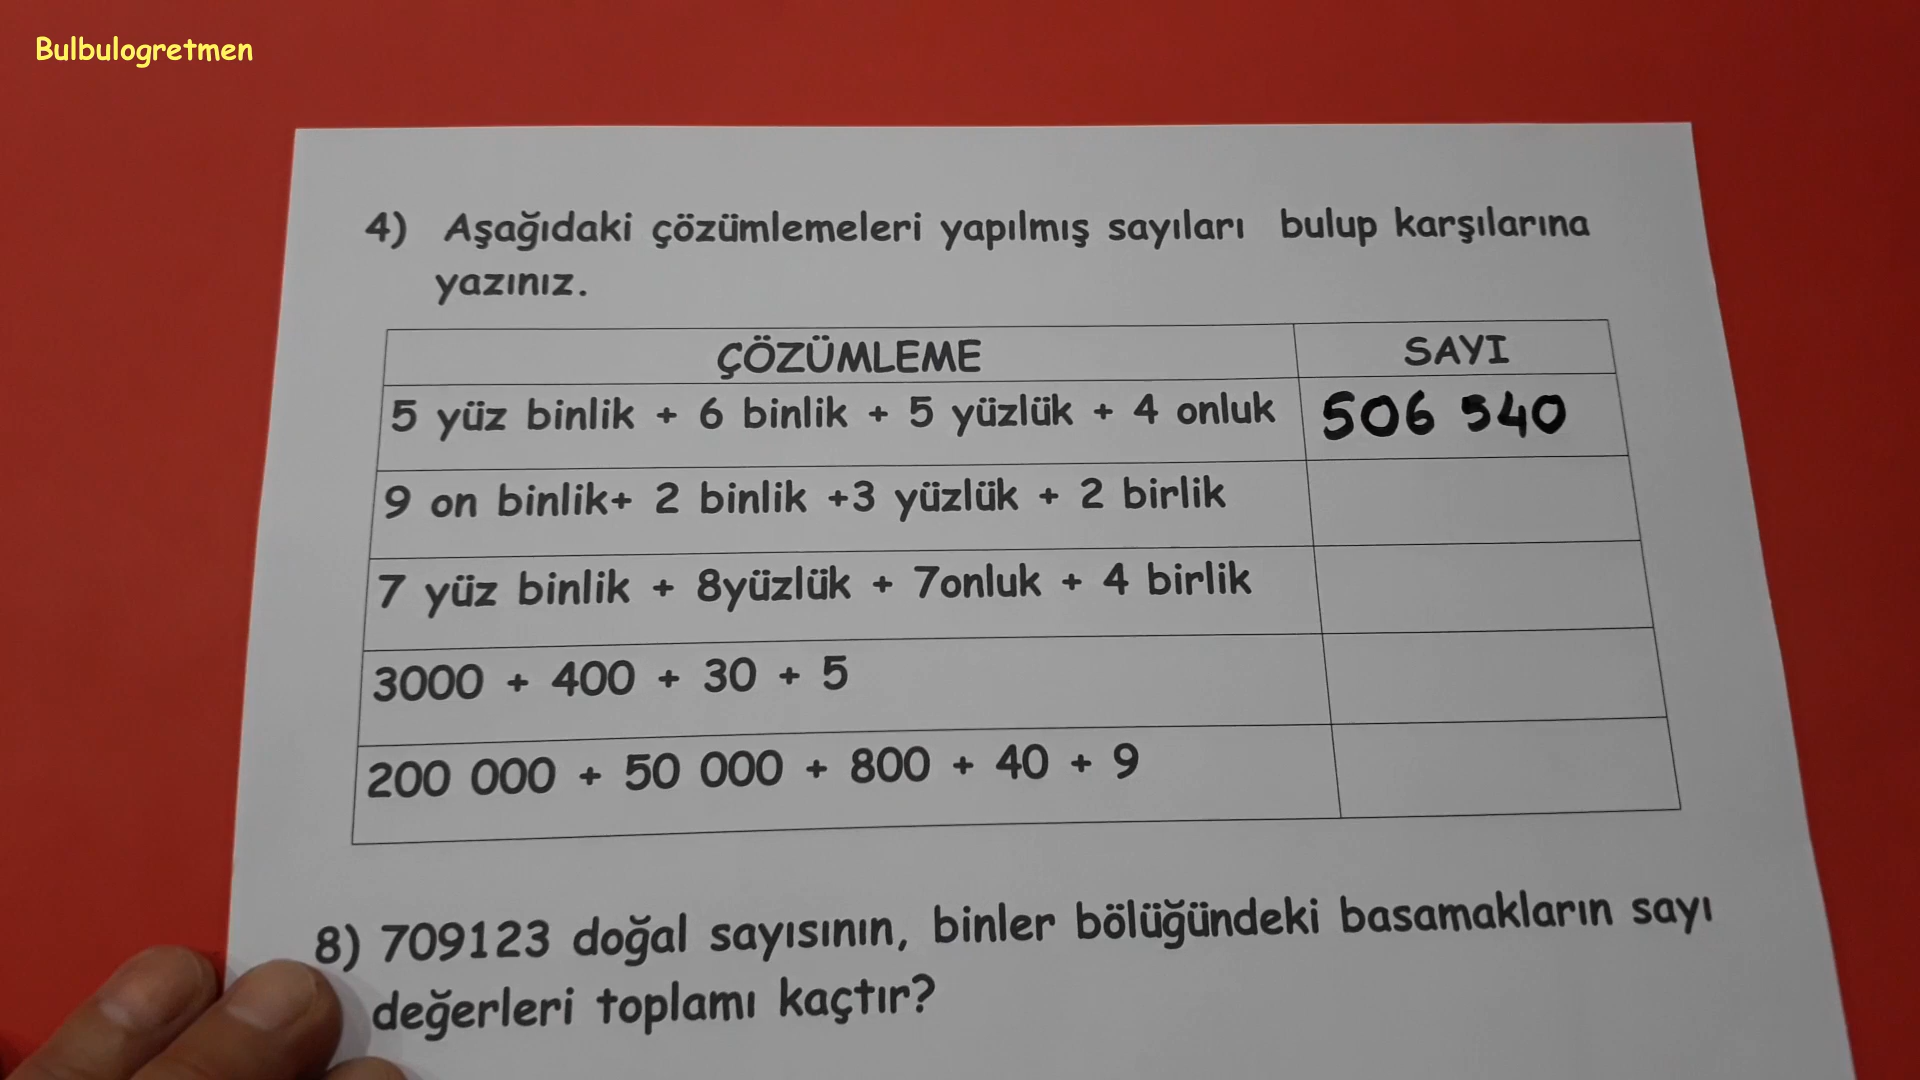 Bulbulogretmen
4) Aşağıdaki çözümlemeleri yapılmış sayıları bulup karşılarına
yazınız.
ÇÖZÜMLEME SAYI
5 yüz binlik + 6 binlik + 5 yüzlük + 4 onluk 506 540
9 on binlik+ 2 binlik +3 yüzlük + 2 birlik
7 yüz binlik + 8yüzlük + 7onluk + 4 birlik
3000 + 400 + 30 + 5
200 000 + 50 000 + 800 + 40 + 9
8) 709123 doğal sayısının, binler bölüğündeki basamakların sayı
değerleri toplamı kaçtır?